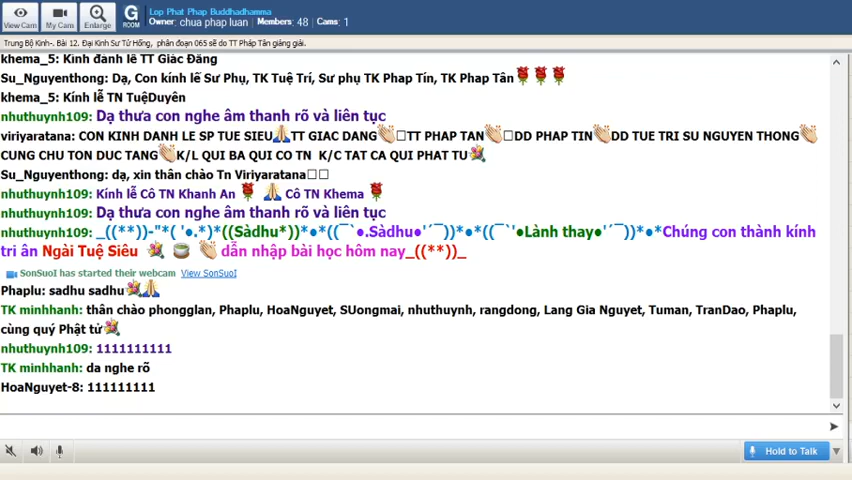 View Cam
My Cam
Enlarge
G
ROOM
Lop Phat Phap Buddhadhamma
Owner: chua phap luan Members: 48 Cams: 1
Trung Bộ Kinh-. Bài 12. Đại Kinh Sư Tử Hống, phân đoạn 065 sẽ do TT Pháp Tân giảng giải.
khema_5: Kính đảnh lễ TT Giác Đẳng
Su_Nguyenthong: Dạ, Con kính lễ Sư Phụ, TK Tuệ Trí, Sư phụ TK Phap Tín, TK Phap Tân🌹🌹🌹
khema_5: Kính lễ TN TuệDuyên
nhuthuynh109: Dạ thưa con nghe âm thanh rõ và liên tục
viriyaratana: CON KINH DANH LE SP TUE SIEU🙏TT GIAC DANG👏□TT PHAP TAN👏□DD PHAP TIN👏DD TUE TRI SU NGUYEN THONG👏
CUNG CHU TON DUC TANG👏K/L QUI BA QUI CO TN K/C TAT CA QUI PHAT TU💐
Su_Nguyenthong: dạ, xin thân chào Tn Viriyaratana□□
nhuthuynh109: Kính lễ Cô TN Khanh An 🌹 🙏 Cô TN Khema 🌹
nhuthuynh109: Dạ thưa con nghe âm thanh rõ và liên tục
nhuthuynh109: _((**))-"*( '●.*)*((Sàdhu*))*●*((¯`●.Sàdhu●'´¯))*●*((¯`'●Lành thay●'´¯))*●*Chúng con thành kính
tri ân Ngài Tuệ Siêu 💐 🍵 👏 dẫn nhập bài học hôm nay_((**))_
SonSuoI has started their webcam View SonSuoI
Phaplu: sadhu sadhu💐🙏
TK minhhanh: thân chào phongglan, Phaplu, HoaNguyet, SUongmai, nhuthuynh, rangdong, Lang Gia Nguyet, Tuman, TranDao, Phaplu,
cùng quý Phật tử💐
nhuthuynh109: 1111111111
TK minhhanh: da nghe rõ
HoaNguyet-8: 111111111
Hold to Talk